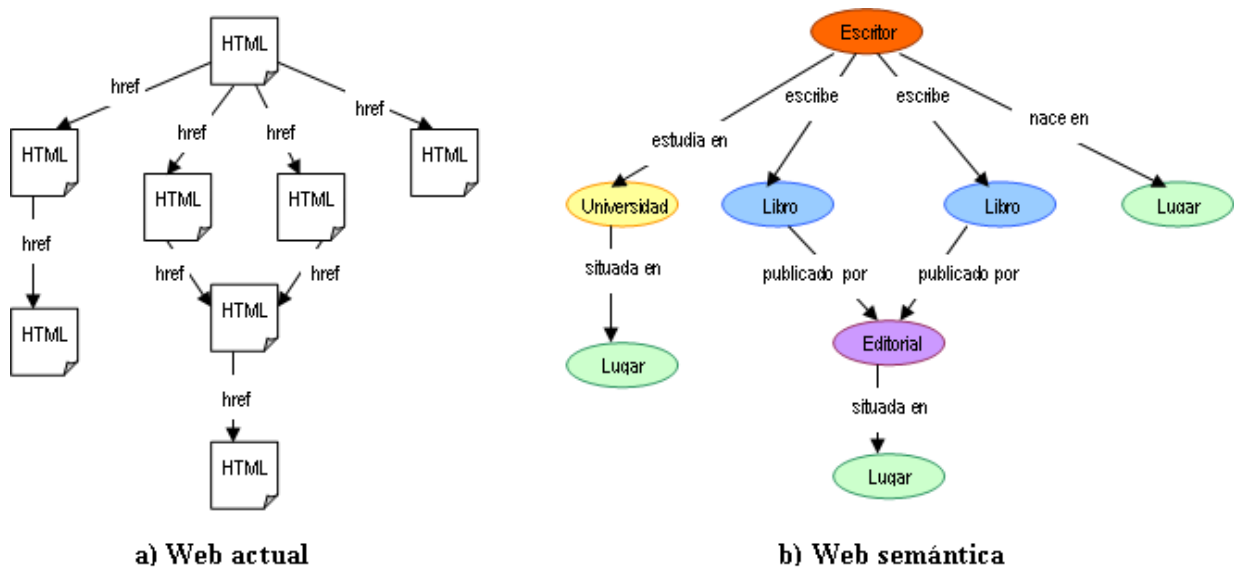 HTML
href
href
href
href
HTML
HTML
HTML
HTML
href
href
href
HTML
HTML
href
HTML
a) Web actual
Escritor
escribe
escribe
nace en
estudia en
Universidad
Libro
Libro
Lugar
situada en
publicado por
publicado por
Editorial
Lugar
situada en
Lugar
b) Web semántica